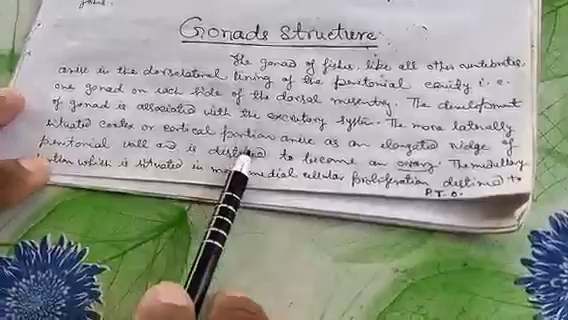 Gonads Structure
The gonad of fishes, like all other vertebrates
arise in the dorsolateral lining of the peritonial cavity i.e.
one gonad on each side of the dorsal mesentry. The development
of gonad is associated with the excretory system. The more laterally
situated cortex or cortical portion arise as an elongated ridge of
peritonial wall and is destined to become an ovary. The medullary
which is situated in medial cellular proliferation destined to
P.T.O.